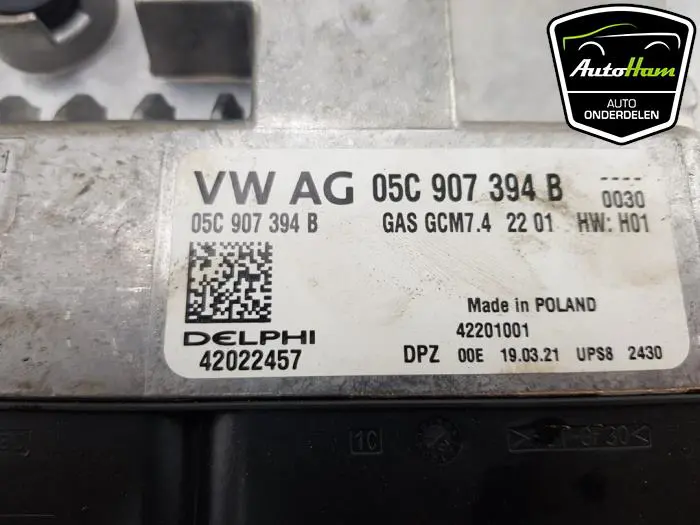 AutoHam
AUTO
ONDERDELEN
VW AG 05C 907 394 B ----
0030
05C 907 394 B GAS GCM7.4 22 01 HW: H01
Made in POLAND
DELPHI 42201001
42022457 DPZ 00E 19.03.21 UPS8 2430
1C